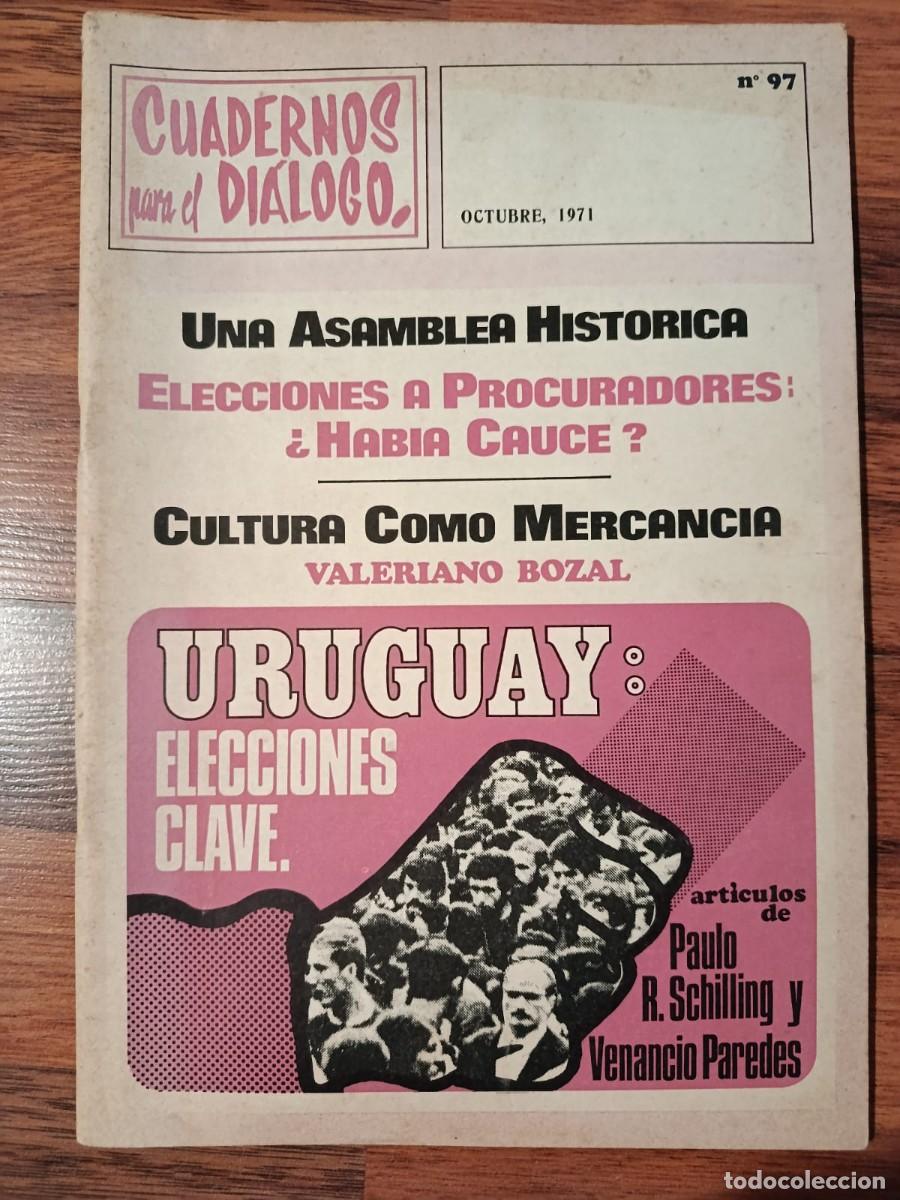 CUADERNOS
para el DIÁLOGO.
nº 97
OCTUBRE, 1971
UNA ASAMBLEA HISTORICA
ELECCIONES A PROCURADORES:
¿HABIA CAUCE?
CULTURA COMO MERCANCIA
VALERIANO BOZAL
URUGUAY:
ELECCIONES
CLAVE.
articulos
de
Paulo
R. Schilling y
Venancio Paredes
todocoleccion